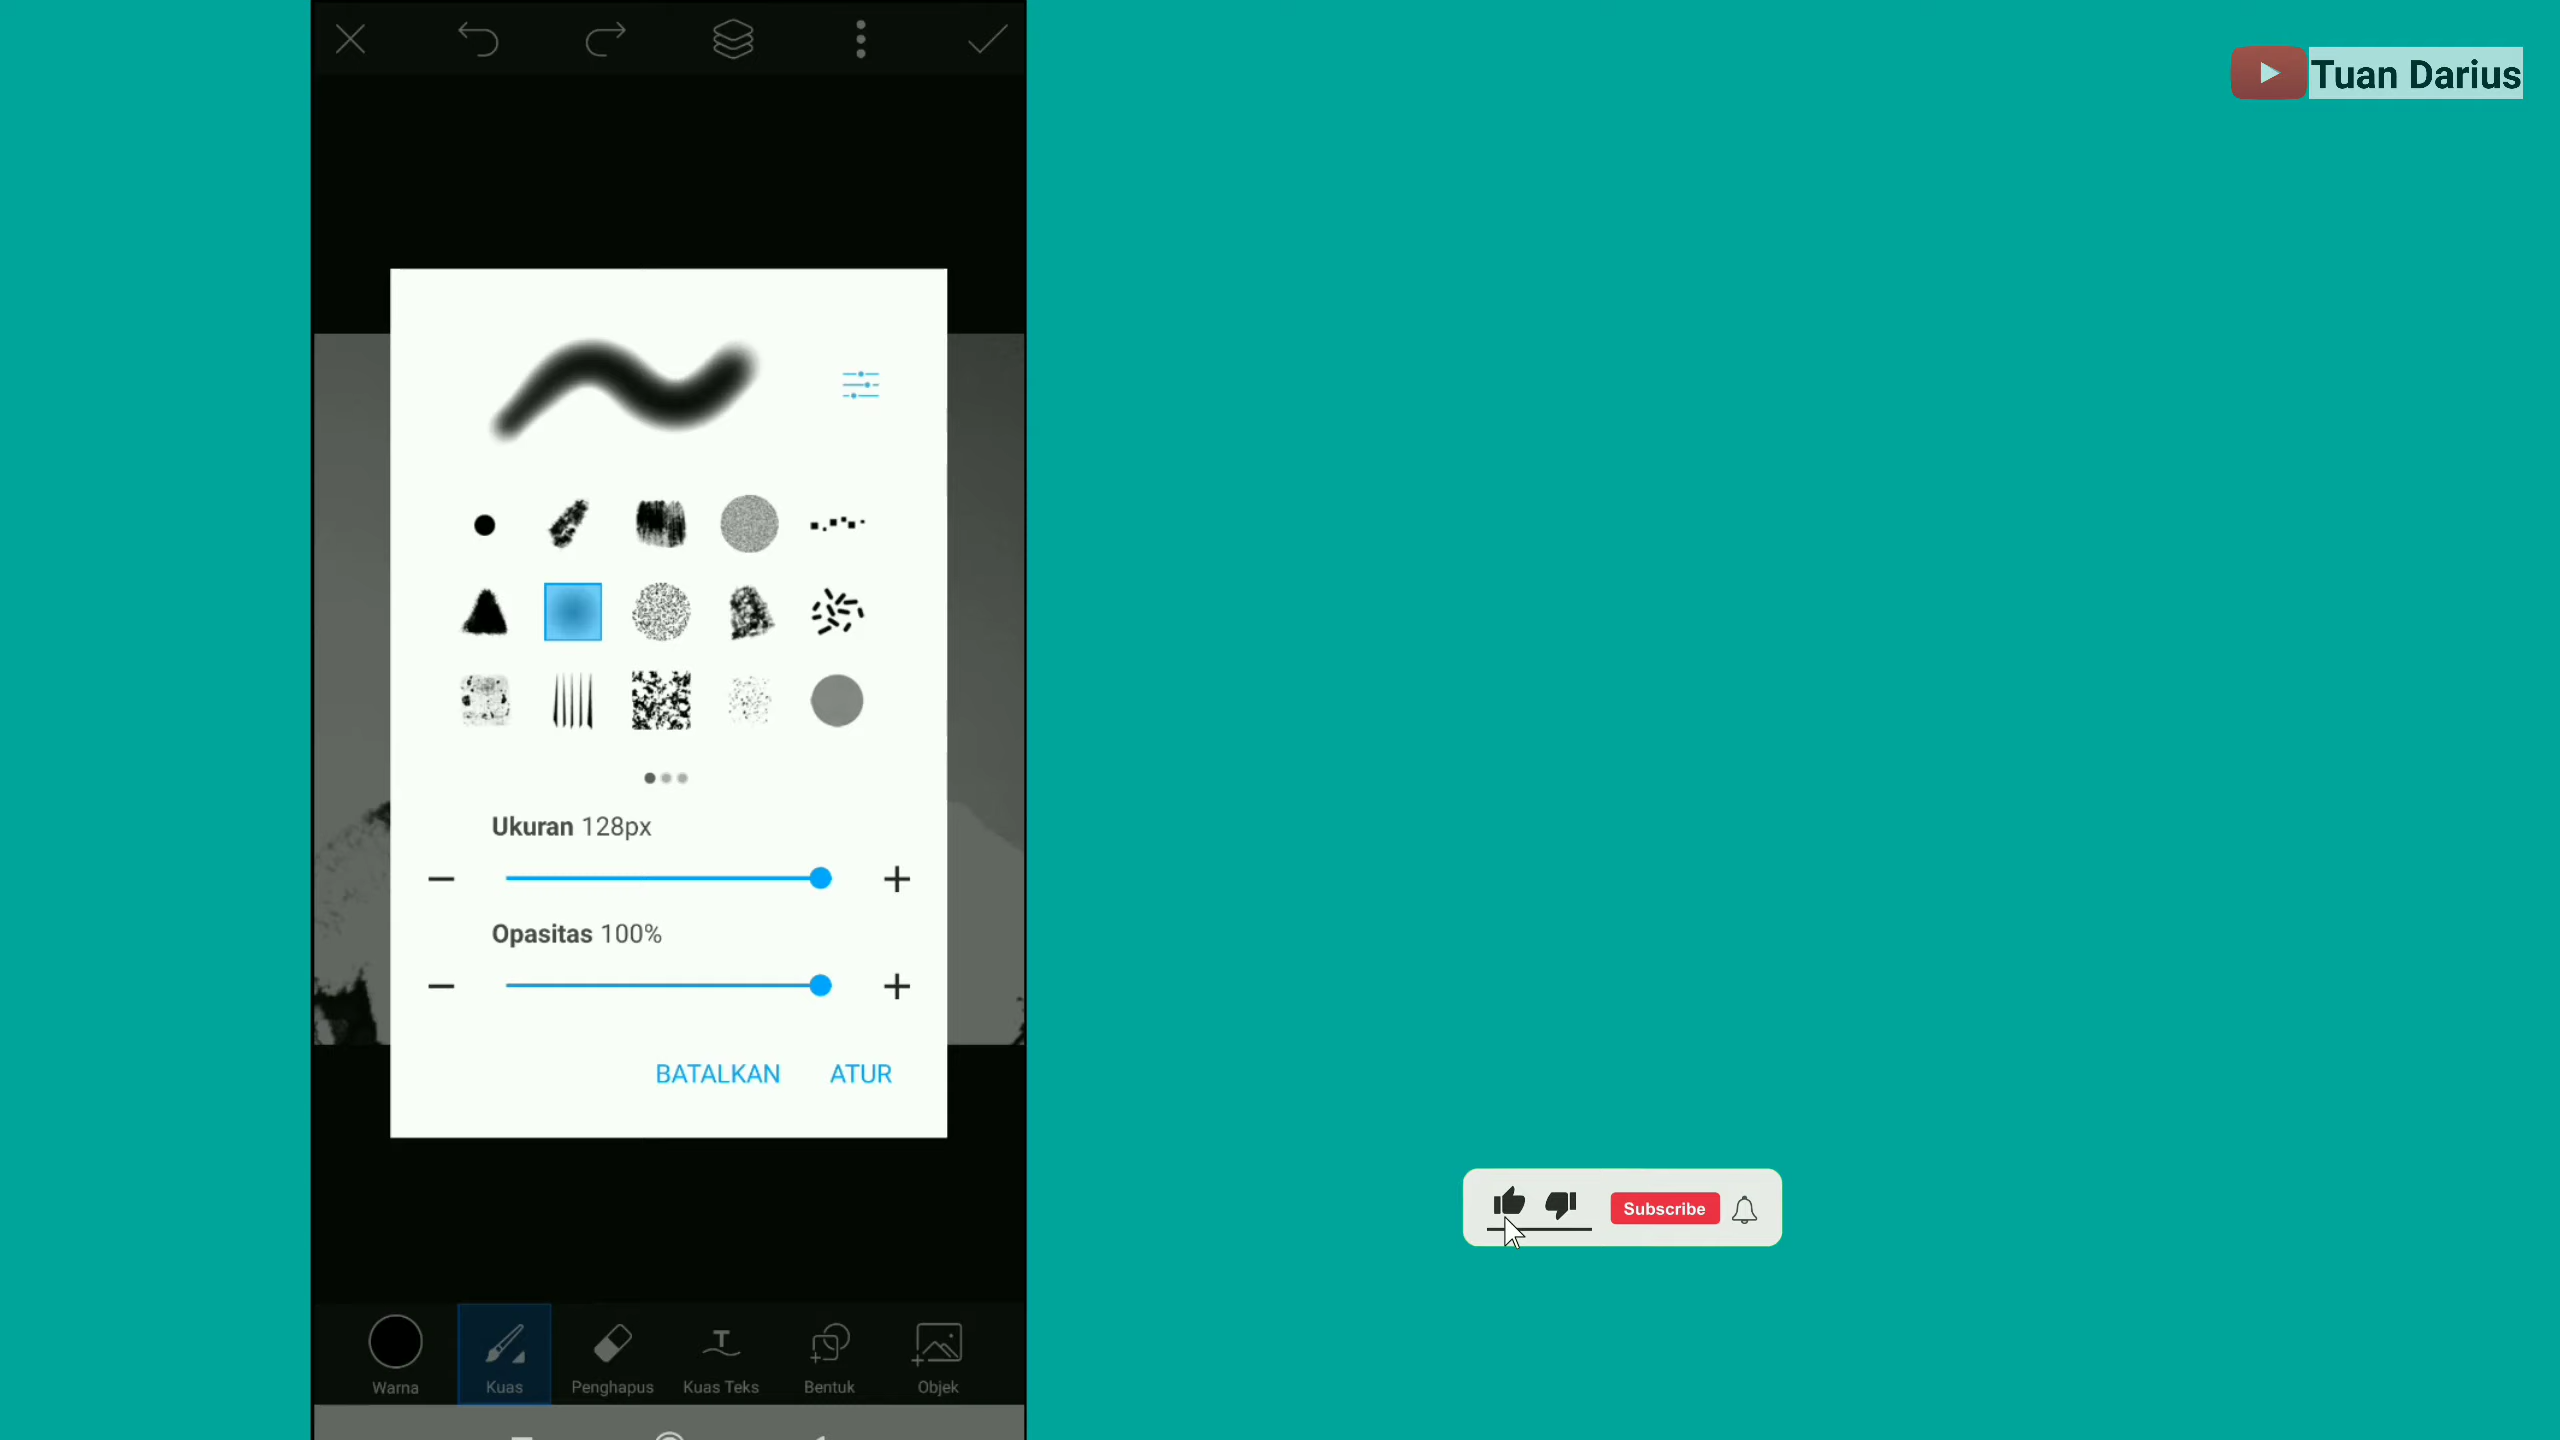 Tuan Darius
Ukuran 128px
Opasitas 100%
BATALKAN ATUR
Subscribe
Warna Kuas Penghapus Kuas Teks Bentuk Objek